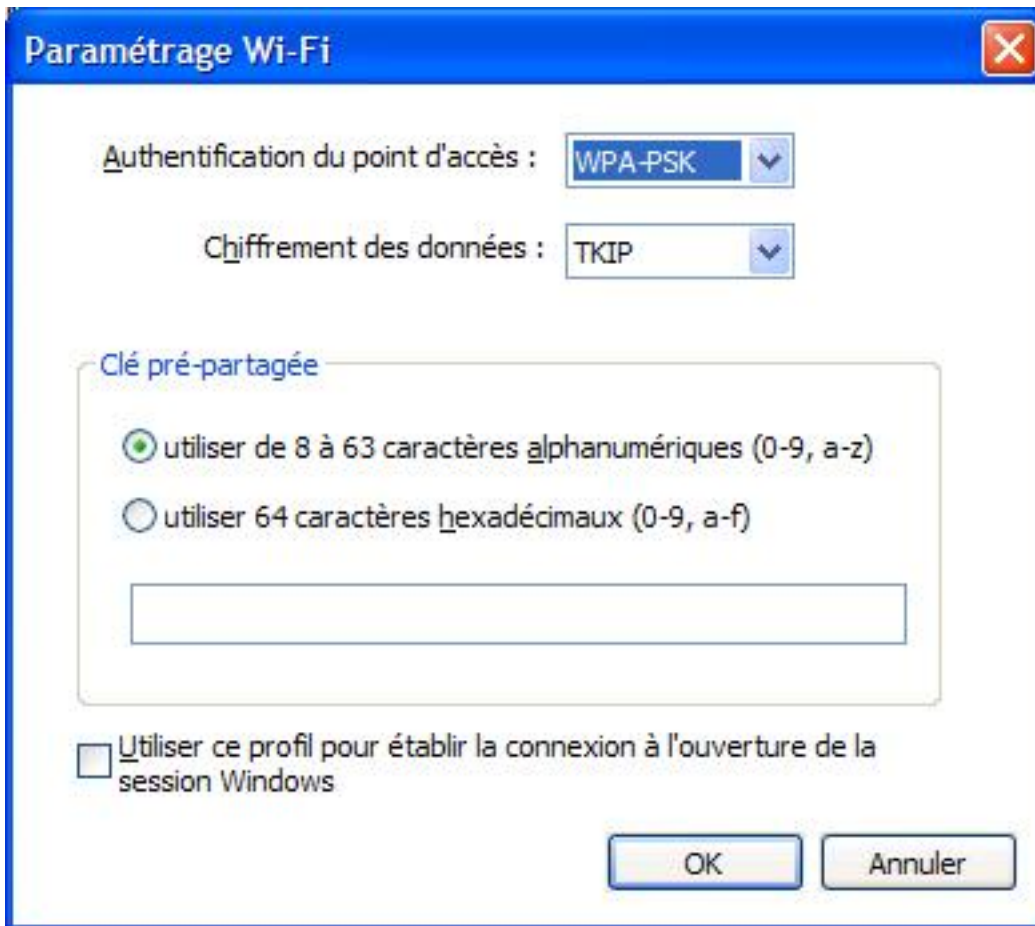 Paramétrage Wi-Fi
Authentification du point d'accès : WPA-PSK
Chiffrement des données : TKIP
Clé pré-partagée
utiliser de 8 à 63 caractères alphanumériques (0-9, a-z)
utiliser 64 caractères hexadécimaux (0-9, a-f)
Utiliser ce profil pour établir la connexion à l'ouverture de la
session Windows
OK Annuler